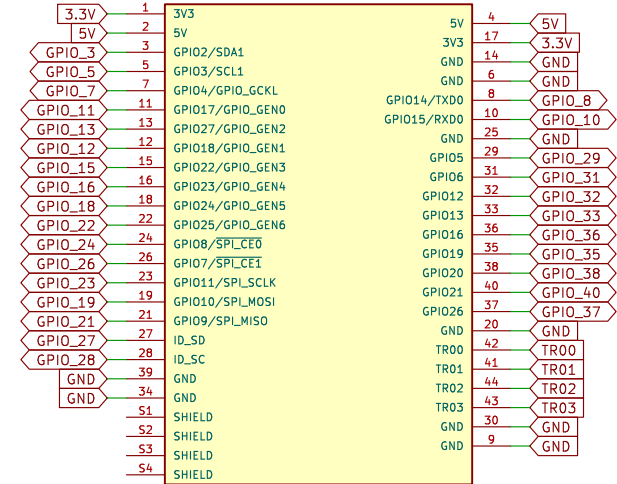 3.3V 1 3V3
5V 2 5V
GPIO_3 3 GPIO2/SDA1
GPIO_5 5 GPIO3/SCL1
GPIO_7 7 GPIO4/GPIO_GCKL
GPIO_11 11 GPIO17/GPIO_GEN0
GPIO_13 13 GPIO27/GPIO_GEN2
GPIO_12 12 GPIO18/GPIO_GEN1
GPIO_15 15 GPIO22/GPIO_GEN3
GPIO_16 16 GPIO23/GPIO_GEN4
GPIO_18 18 GPIO24/GPIO_GEN5
GPIO_22 22 GPIO25/GPIO_GEN6
GPIO_24 24 GPIO8/SPI_CE0
GPIO_26 26 GPIO7/SPI_CE1
GPIO_23 23 GPIO11/SPI_SCLK
GPIO_19 19 GPIO10/SPI_MOSI
GPIO_21 21 GPIO9/SPI_MISO
GPIO_27 27 ID_SD
GPIO_28 28 ID_SC
GND 39 GND
GND 34 GND
S1 SHIELD
S2 SHIELD
S3 SHIELD
S4 SHIELD
5V 4 5V
3V3 17 3.3V
GND 14 GND
GND 6 GND
GPIO14/TXD0 8 GPIO_8
GPIO15/RXD0 10 GPIO_10
GND 25 GND
GPIO5 29 GPIO_29
GPIO6 31 GPIO_31
GPIO12 32 GPIO_32
GPIO13 33 GPIO_33
GPIO16 36 GPIO_36
GPIO19 35 GPIO_35
GPIO20 38 GPIO_38
GPIO21 40 GPIO_40
GPIO26 37 GPIO_37
GND 20 GND
TR00 42 TR00
TR01 41 TR01
TR02 44 TR02
TR03 43 TR03
GND 30 GND
GND 9 GND